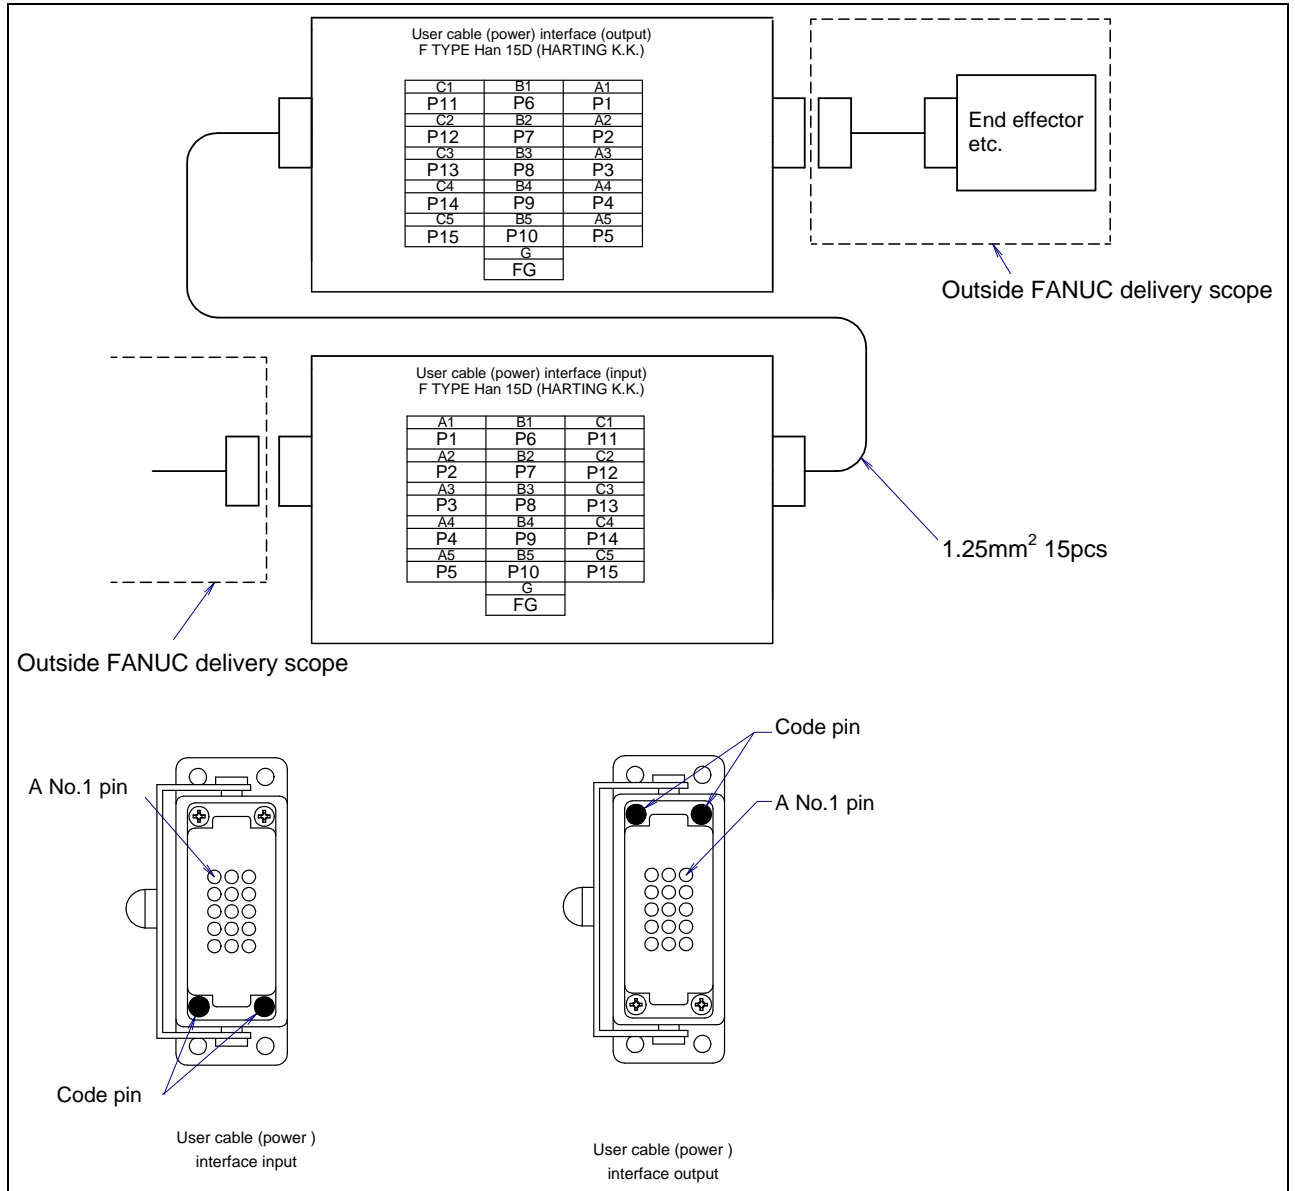 User cable (power) interface (output)
F TYPE Han 15D (HARTING K.K.)
C1 B1 A1
P11 P6 P1
C2 B2 A2
P12 P7 P2
C3 B3 A3
P13 P8 P3
C4 B4 A4
P14 P9 P4
C5 B5 A5
P15 P10 P5
G
FG
End effector
etc.
Outside FANUC delivery scope
User cable (power) interface (input)
F TYPE Han 15D (HARTING K.K.)
A1 B1 C1
P1 P6 P11
A2 B2 C2
P2 P7 P12
A3 B3 C3
P3 P8 P13
A4 B4 C4
P4 P9 P14
A5 B5 C5
P5 P10 P15
G
FG
1.25mm² 15pcs
Outside FANUC delivery scope
A No.1 pin
Code pin
User cable (power )
interface input
Code pin
A No.1 pin
User cable (power )
interface output